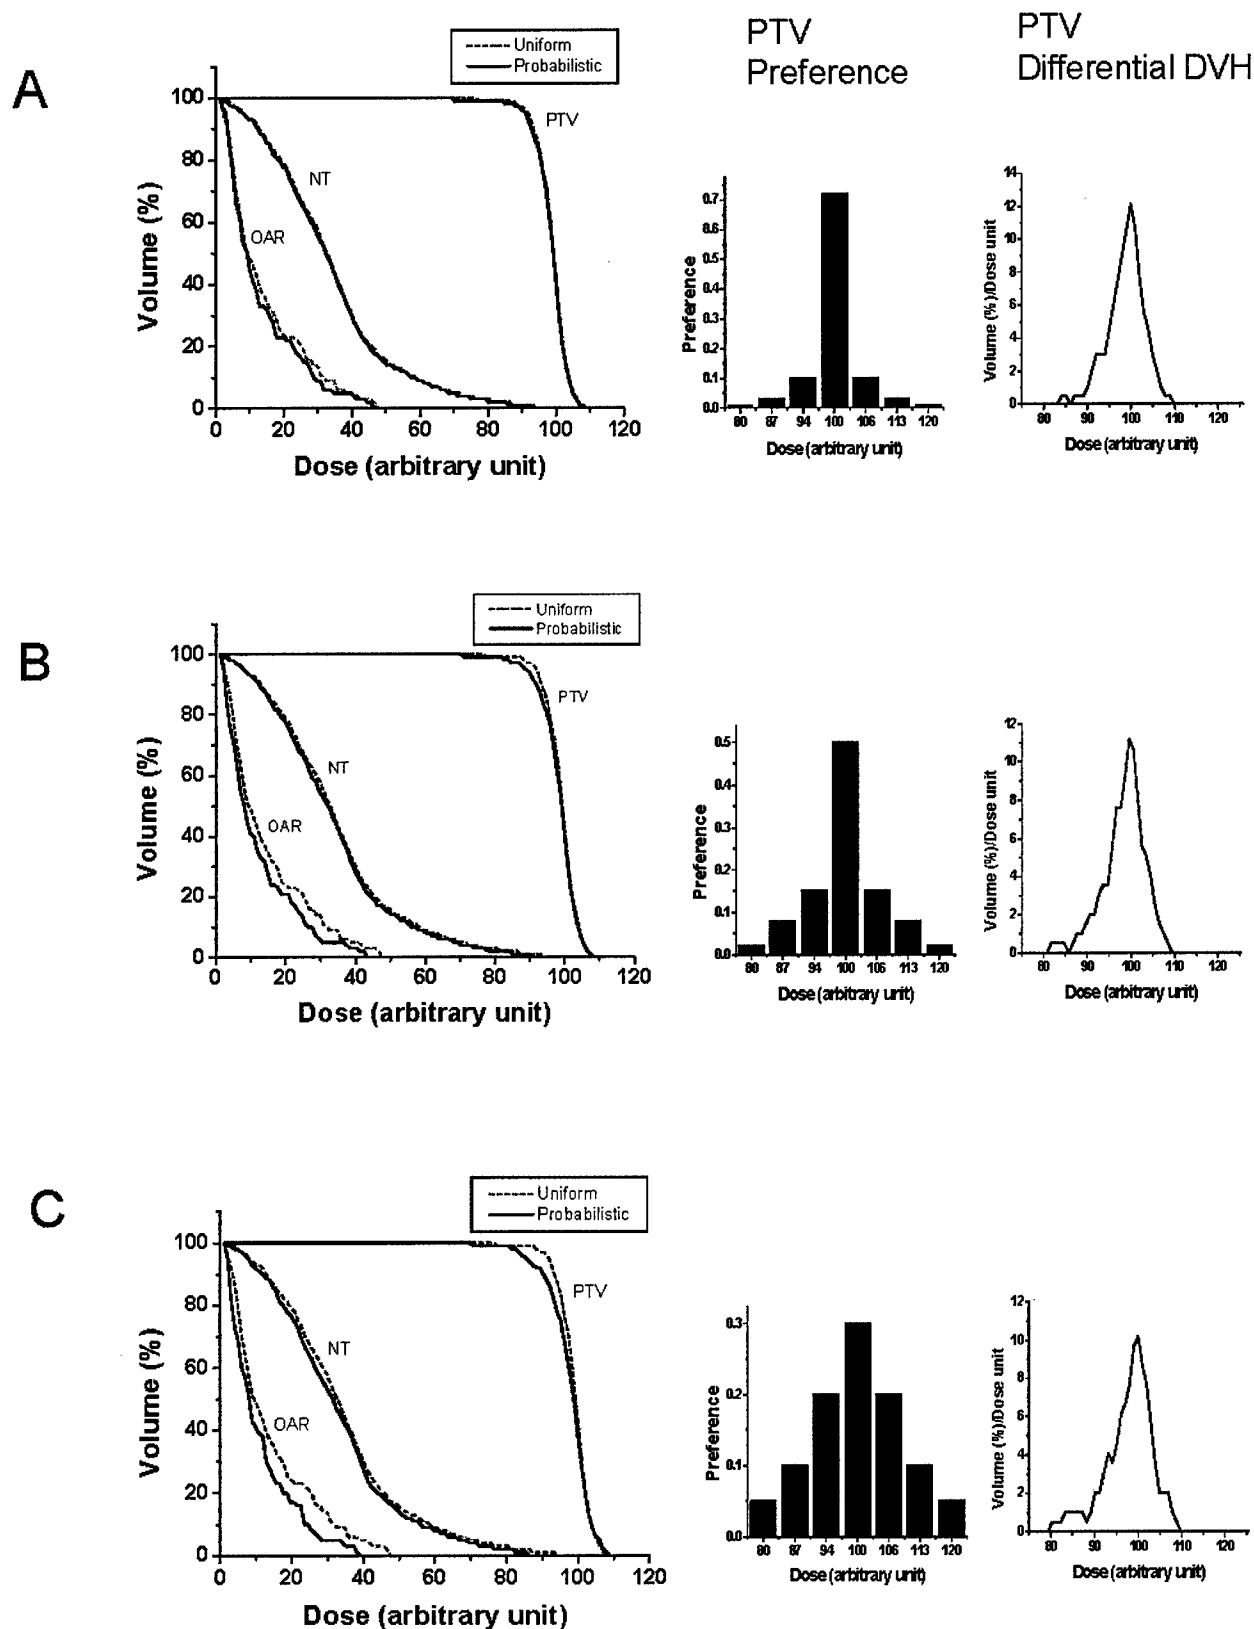 PTV
Preference
PTV
Differential DVH
A
Uniform
Probabilistic
100
80
60
40
20
0
Volume (%)
PTV
NT
OAR
0 20 40 60 80 100 120
Dose (arbitrary unit)
0.7
0.6
0.5
0.4
0.3
0.2
0.1
0.0
Preference
80 87 94 100 106 113 120
Dose (arbitrary unit)
14
12
10
8
6
4
2
0
Volume (%)/Dose unit
80 90 100 110 120
Dose (arbitrary unit)
B
Uniform
Probabilistic
100
80
60
40
20
0
Volume (%)
PTV
NT
OAR
0 20 40 60 80 100 120
Dose (arbitrary unit)
0.5
0.4
0.3
0.2
0.1
0.0
Preference
80 87 94 100 106 113 120
Dose (arbitrary unit)
12
10
8
6
4
2
0
Volume (%)/Dose unit
80 90 100 110 120
Dose (arbitrary unit)
C
Uniform
Probabilistic
100
80
60
40
20
0
Volume (%)
PTV
NT
OAR
0 20 40 60 80 100 120
Dose (arbitrary unit)
0.3
0.2
0.1
0.0
Preference
80 87 94 100 106 113 120
Dose (arbitrary unit)
12
10
8
6
4
2
0
Volume (%)/Dose unit
80 90 100 110 120
Dose (arbitrary unit)